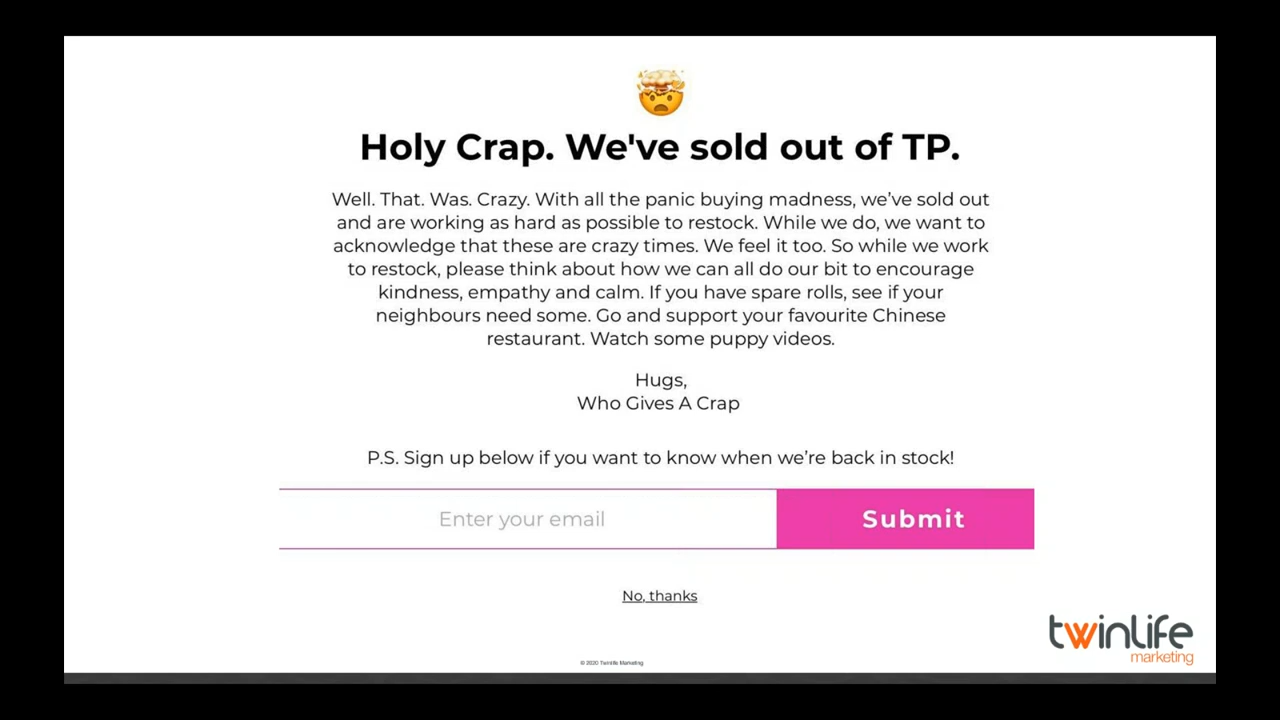 Holy Crap. We've sold out of TP.
Well. That. Was. Crazy. With all the panic buying madness, we’ve sold out
and are working as hard as possible to restock. While we do, we want to
acknowledge that these are crazy times. We feel it too. So while we work
to restock, please think about how we can all do our bit to encourage
kindness, empathy and calm. If you have spare rolls, see if your
neighbours need some. Go and support your favourite Chinese
restaurant. Watch some puppy videos.
Hugs,
Who Gives A Crap
P.S. Sign up below if you want to know when we’re back in stock!
Enter your email
Submit
No, thanks
twinlife
marketing
© 2020 Twinlife Marketing